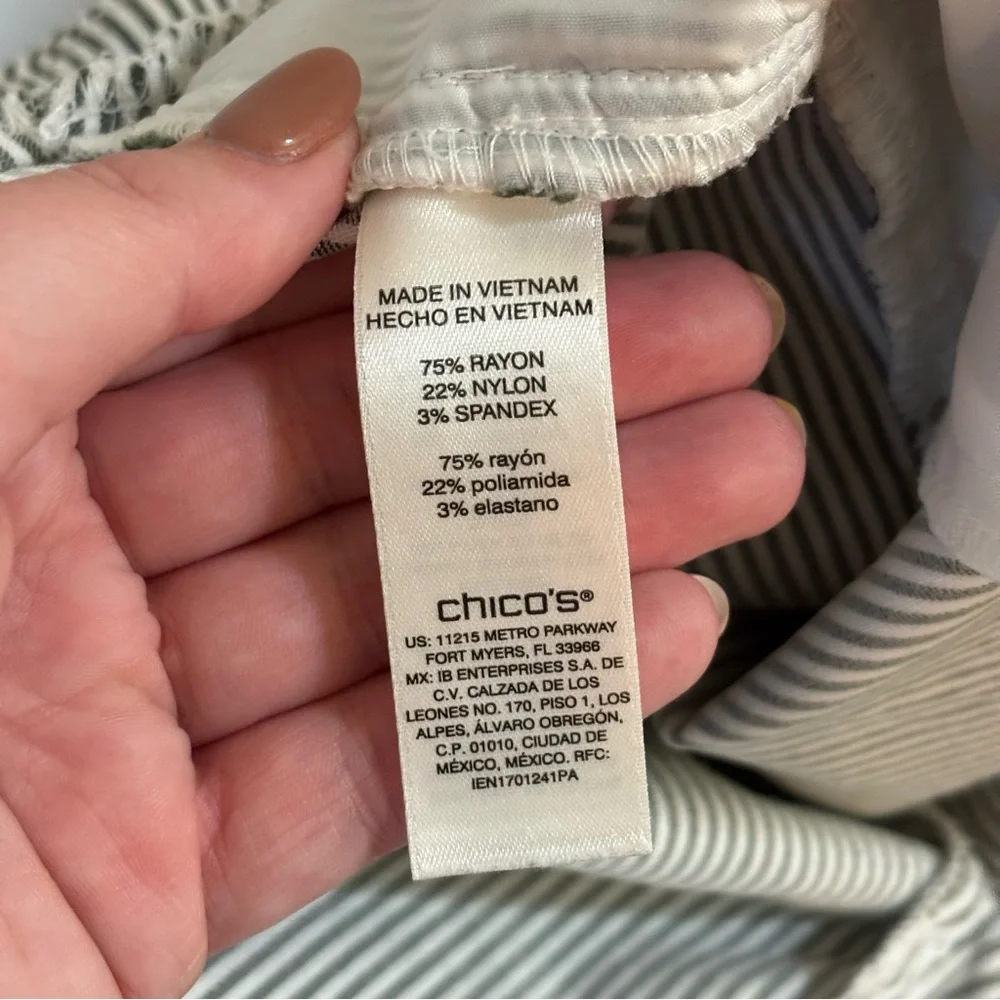 MADE IN VIETNAM
HECHO EN VIETNAM
75% RAYON
22% NYLON
3% SPANDEX
75% rayón
22% poliamida
3% elastano
chico's®
US: 11215 METRO PARKWAY
FORT MYERS, FL 33966
MX: IB ENTERPRISES S.A. DE
C.V. CALZADA DE LOS
LEONES NO. 170, PISO 1, LOS
ALPES, ÁLVARO OBREGÓN,
C.P. 01010, CIUDAD DE
MÉXICO, MÉXICO. RFC:
IEN1701241PA